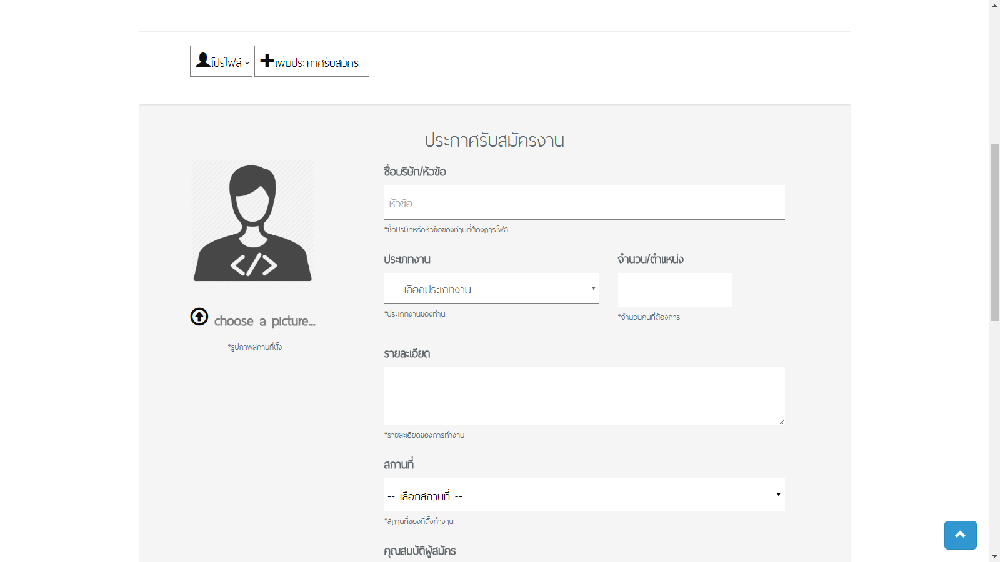 โปรไฟล์ เพิ่มประกาศรับสมัคร
ประกาศรับสมัครงาน
ชื่อบริษัท/หัวข้อ
หัวข้อ
*ชื่อบริษัทหรือหัวข้อของท่านที่ต้องการโฟส
ประเภทงาน จำนวน/ตำแหน่ง
-- เลือกประเภทงาน --
*ประเภทงานของท่าน *จำนวนคนที่ต้องการ
choose a picture...
*รูปภาพสถานที่ตั้ง
รายละเอียด
*รายละเอียดของการทำงาน
สถานที่
-- เลือกสถานที่ --
*สถานที่ของที่ตั้งทำงาน
คุณสมบัติผู้สมัคร